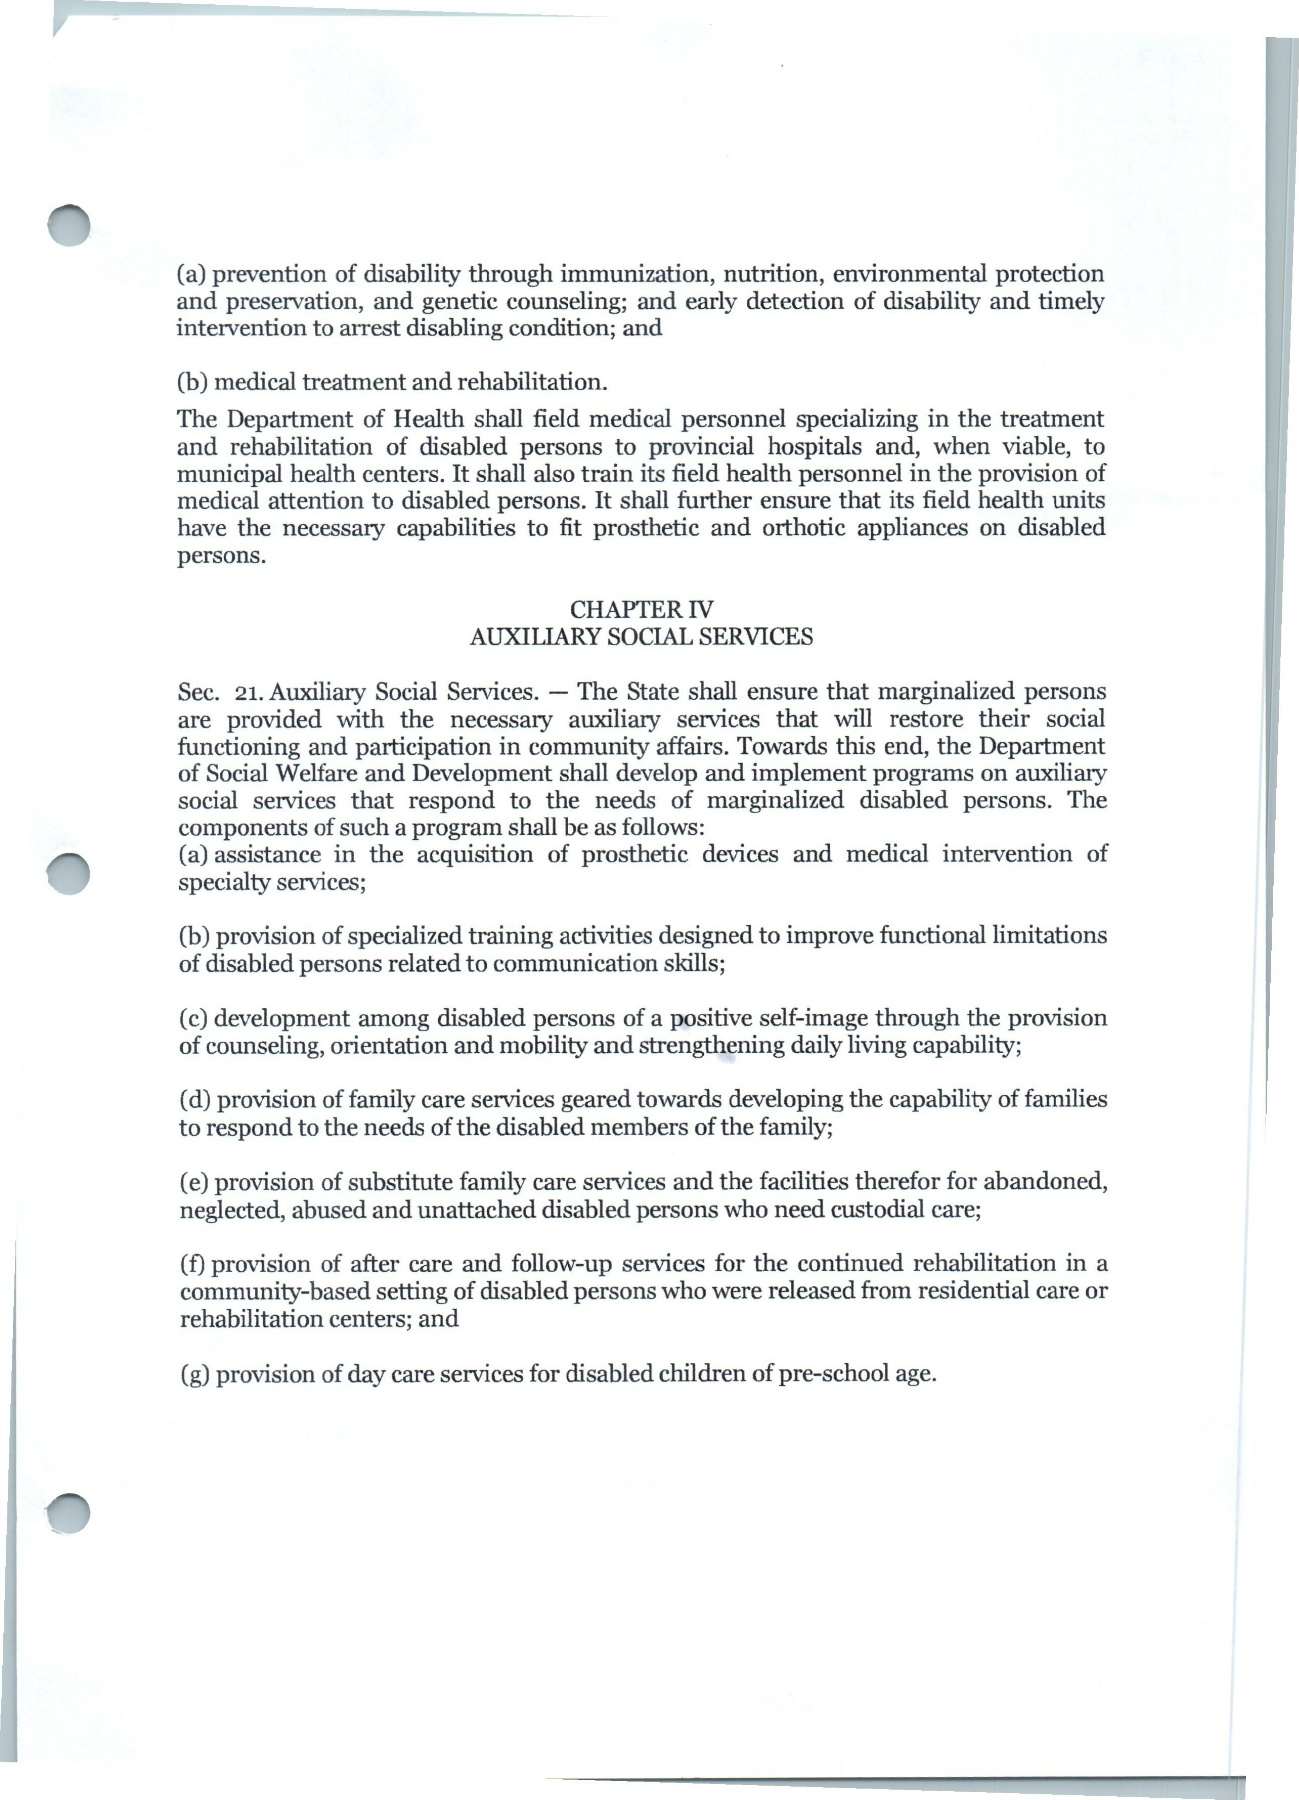 (a) prevention of disability through immunization, nutrition, environmental protection
and preservation, and genetic counseling; and early detection of disability and timely
intervention to arrest disabling condition; and
(b) medical treatment and rehabilitation.
The Department of Health shall field medical personnel specializing in the treatment
and rehabilitation of disabled persons to provincial hospitals and, when viable, to
municipal health centers. It shall also train its field health personnel in the provision of
medical attention to disabled persons. It shall further ensure that its field health units
have the necessary capabilities to fit prosthetic and orthotic appliances on disabled
persons.
CHAPTER IV
AUXILIARY SOCIAL SERVICES
Sec. 21. Auxiliary Social Services. — The State shall ensure that marginalized persons
are provided with the necessary auxiliary services that will restore their social
functioning and participation in community affairs. Towards this end, the Department
of Social Welfare and Development shall develop and implement programs on auxiliary
social services that respond to the needs of marginalized disabled persons. The
components of such a program shall be as follows:
(a) assistance in the acquisition of prosthetic devices and medical intervention of
specialty services;
(b) provision of specialized training activities designed to improve functional limitations
of disabled persons related to communication skills;
(c) development among disabled persons of a positive self-image through the provision
of counseling, orientation and mobility and strengthening daily living capability;
(d) provision of family care services geared towards developing the capability of families
to respond to the needs of the disabled members of the family;
(e) provision of substitute family care services and the facilities therefor for abandoned,
neglected, abused and unattached disabled persons who need custodial care;
(f) provision of after care and follow-up services for the continued rehabilitation in a
community-based setting of disabled persons who were released from residential care or
rehabilitation centers; and
(g) provision of day care services for disabled children of pre-school age.